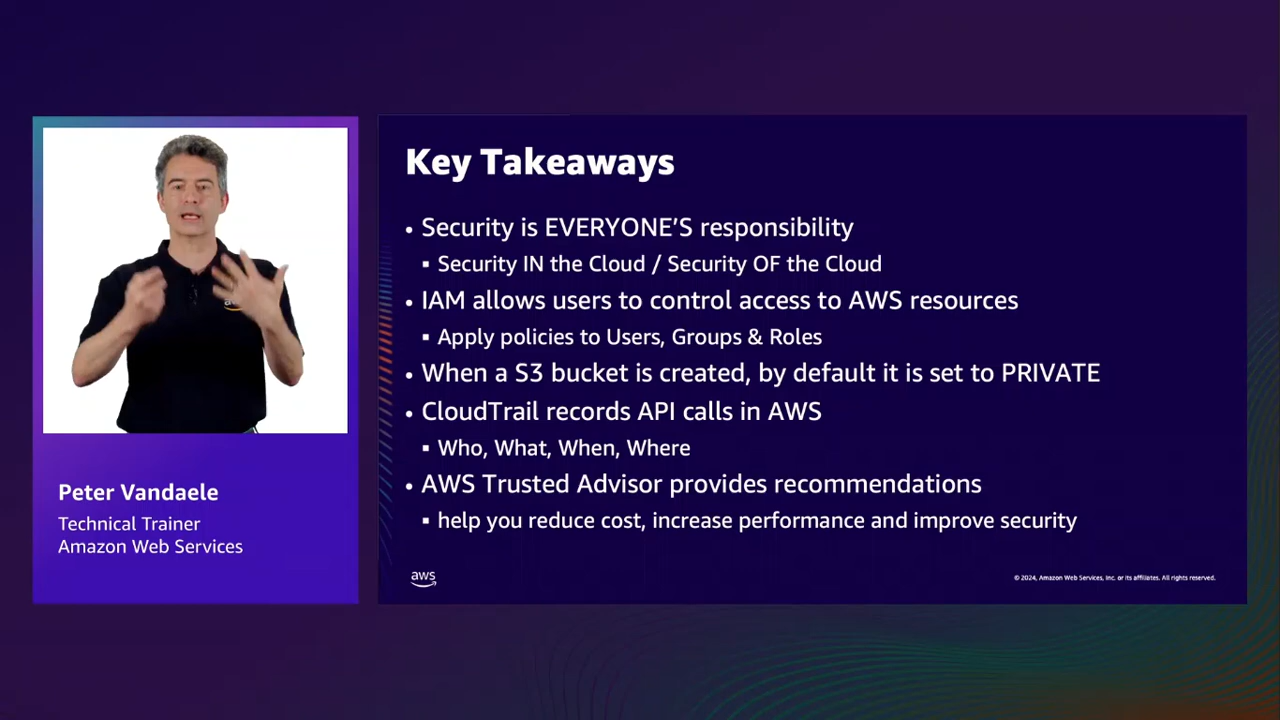 Key Takeaways
• Security is EVERYONE'S responsibility
▪ Security IN the Cloud / Security OF the Cloud
• IAM allows users to control access to AWS resources
▪ Apply policies to Users, Groups & Roles
• When a S3 bucket is created, by default it is set to PRIVATE
• CloudTrail records API calls in AWS
▪ Who, What, When, Where
• AWS Trusted Advisor provides recommendations
▪ help you reduce cost, increase performance and improve security
aws
© 2024, Amazon Web Services, Inc. or its affiliates. All rights reserved.
Peter Vandaele
Technical Trainer
Amazon Web Services